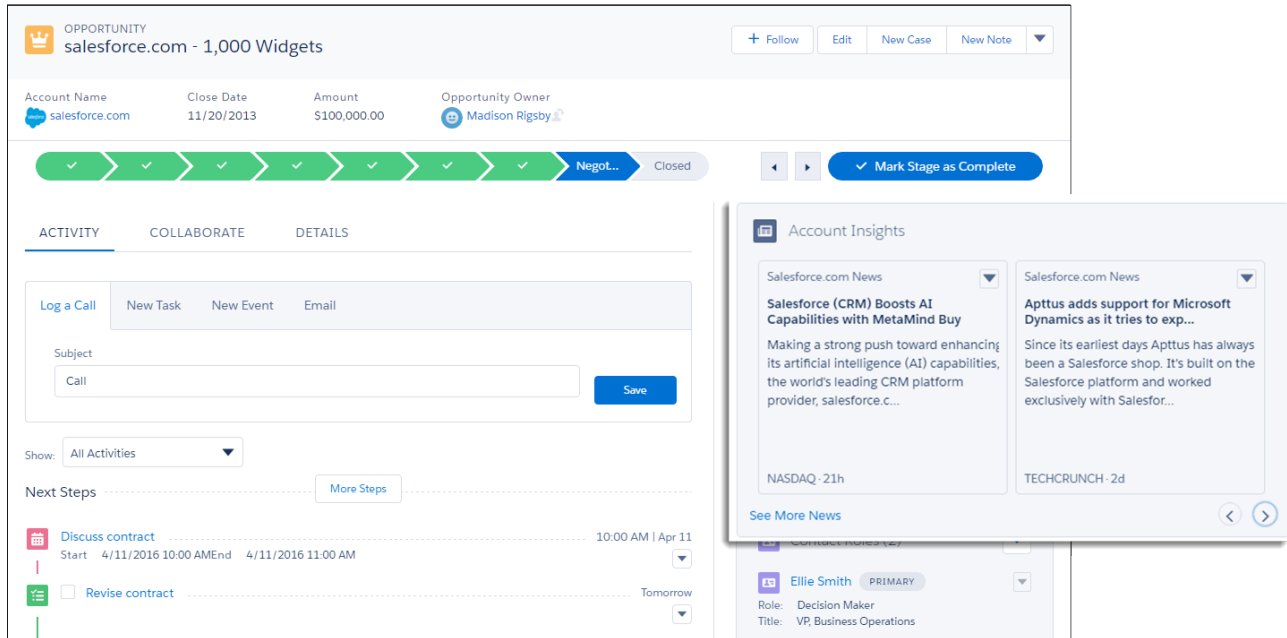 OPPORTUNITY
salesforce.com - 1,000 Widgets
+ Follow
Edit
New Case
New Note
Account Name
Close Date
Amount
Opportunity Owner
salesforce.com
11/20/2013
$100,000.00
Madison Rigsby
Negot...
Closed
Mark Stage as Complete
ACTIVITY
COLLABORATE
DETAILS
Log a Call
New Task
New Event
Email
Subject
Call
Save
Show: All Activities
Next Steps
More Steps
Discuss contract
10:00 AM | Apr 11
Start 4/11/2016 10:00 AMEnd 4/11/2016 11:00 AM
Revise contract
Tomorrow
Account Insights
Salesforce.com News
Salesforce (CRM) Boosts AI
Capabilities with MetaMind Buy
Making a strong push toward enhancing
its artificial intelligence (AI) capabilities,
the world's leading CRM platform
provider, salesforce.c...
NASDAQ · 21h
Salesforce.com News
Apttus adds support for Microsoft
Dynamics as it tries to exp...
Since its earliest days Apttus has always
been a Salesforce shop. It's built on the
Salesforce platform and worked
exclusively with Salesfor...
TECHCRUNCH · 2d
See More News
Contact Roles (2)
Ellie Smith PRIMARY
Role: Decision Maker
Title: VP, Business Operations